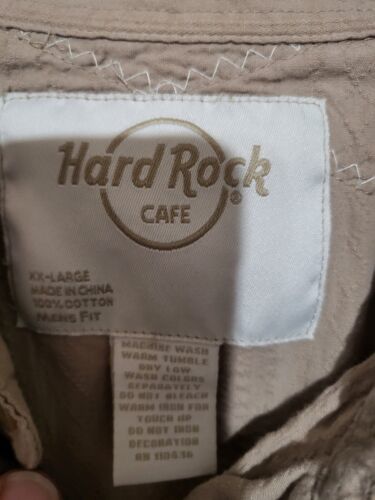 Hard Rock
®
CAFE
XX-LARGE
MADE IN CHINA
100% COTTON
MENS FIT
MACHINE WASH
WARM TUMBLE
DRY LOW
WASH COLORS
SEPARATELY
DO NOT BLEACH
WARM IRON FOR
TOUCH UP
DO NOT IRON
DECORATION
RN 110436